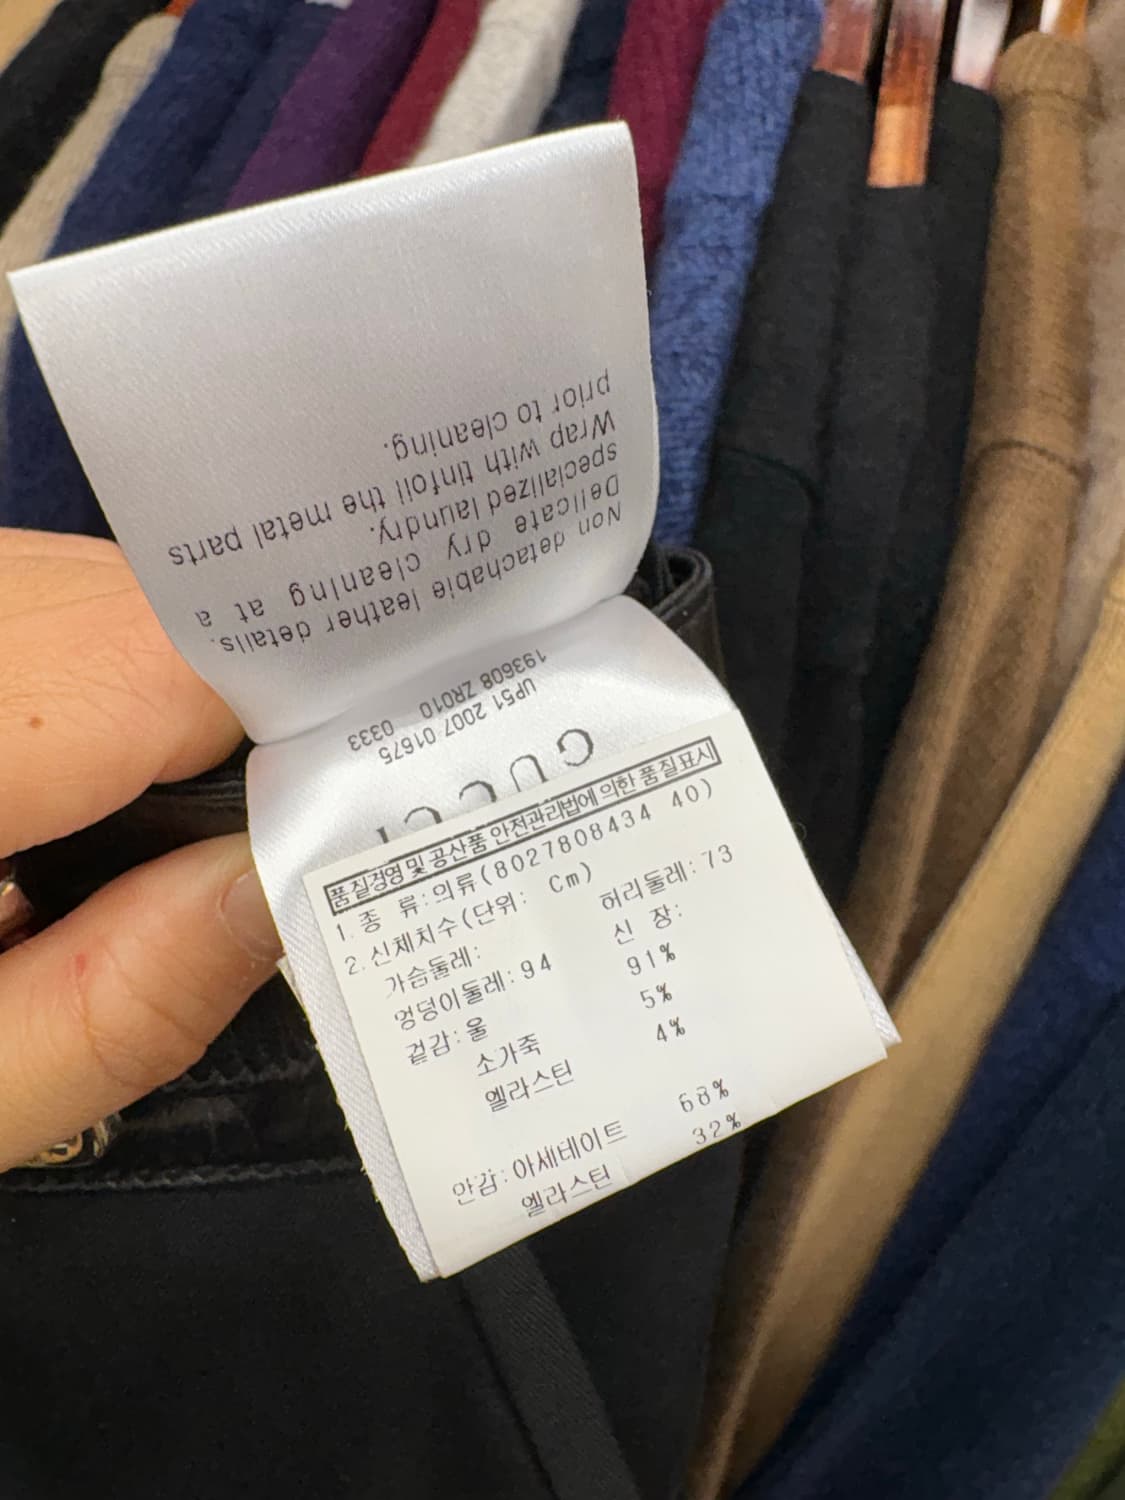 Non detachable leather details.
Delicate dry cleaning at a
specialized laundry.
Wrap with tinfoil the metal parts
prior to cleaning.
193608 ZR010
UP51 2007 01675 0333
GUCCI
품질경영 및 공산품 안전관리법에 의한 품질표시
1. 종 류:의류(8027808434 40)
2.신체치수(단위: Cm)
가슴둘레: 허리둘레:73
엉덩이둘레:94 신 장:
겉감:울 91%
소가죽 5%
엘라스틴 4%
안감:아세테이트 68%
엘라스틴 32%